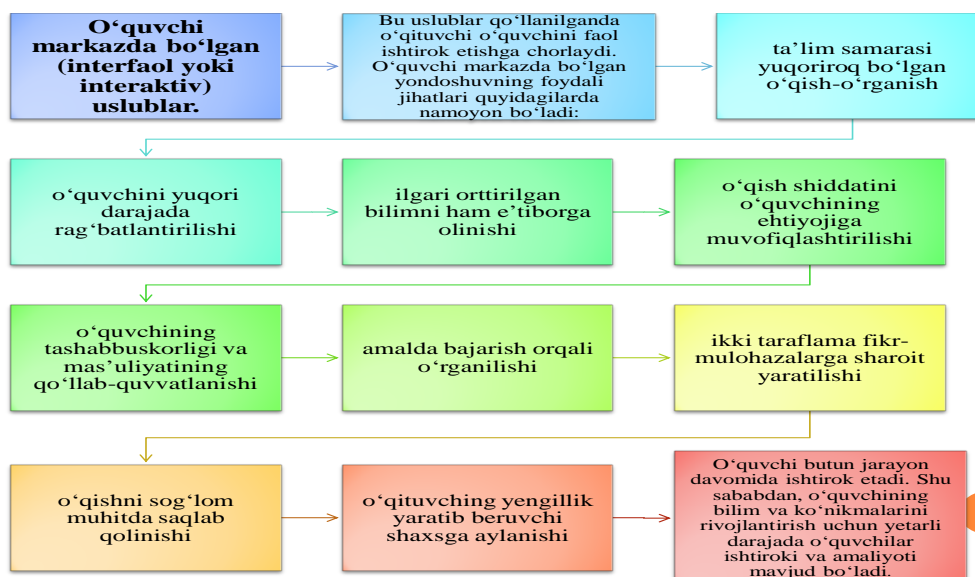 O‘quvchi
markazda bo‘lgan
(interfaol yoki
interaktiv)
uslublar.
Bu uslublar qo‘llanilganda
o‘qituvchi o‘quvchini faol
ishtirok etishga chorlaydi.
O‘quvchi markazda bo‘lgan
yondoshuvning foydali
jihatlari quyidagilarda
namoyon bo‘ladi:
ta’lim samarasi
yuqoriroq bo‘lgan
o‘qish-o‘rganish
o‘quvchini yuqori
darajada
rag‘batlantirilishi
ilgari orttirilgan
bilimni ham e’tiborga
olinishi
o‘qish shiddatini
o‘quvchining
ehtiyojiga
muvofiqlashtirilishi
o‘quvchining
tashabbuskorligi va
mas’uliyatining
qo‘llab-quvvatlanishi
amalda bajarish orqali
o‘rganilishi
ikki taraflama fikr-
mulohazalarga sharoit
yaratilishi
o‘qishni sog‘lom
muhitda saqlab
qolinishi
o‘qituvching yengillik
yaratib beruvchi
shaxsga aylanishi
O‘quvchi butun jarayon
davomida ishtirok etadi. Shu
sababdan, o‘quvchining
bilim va ko‘nikmalarini
rivojlantirish uchun yetarli
darajada o‘quvchilar
ishtiroki va amaliyoti
mavjud bo‘ladi.